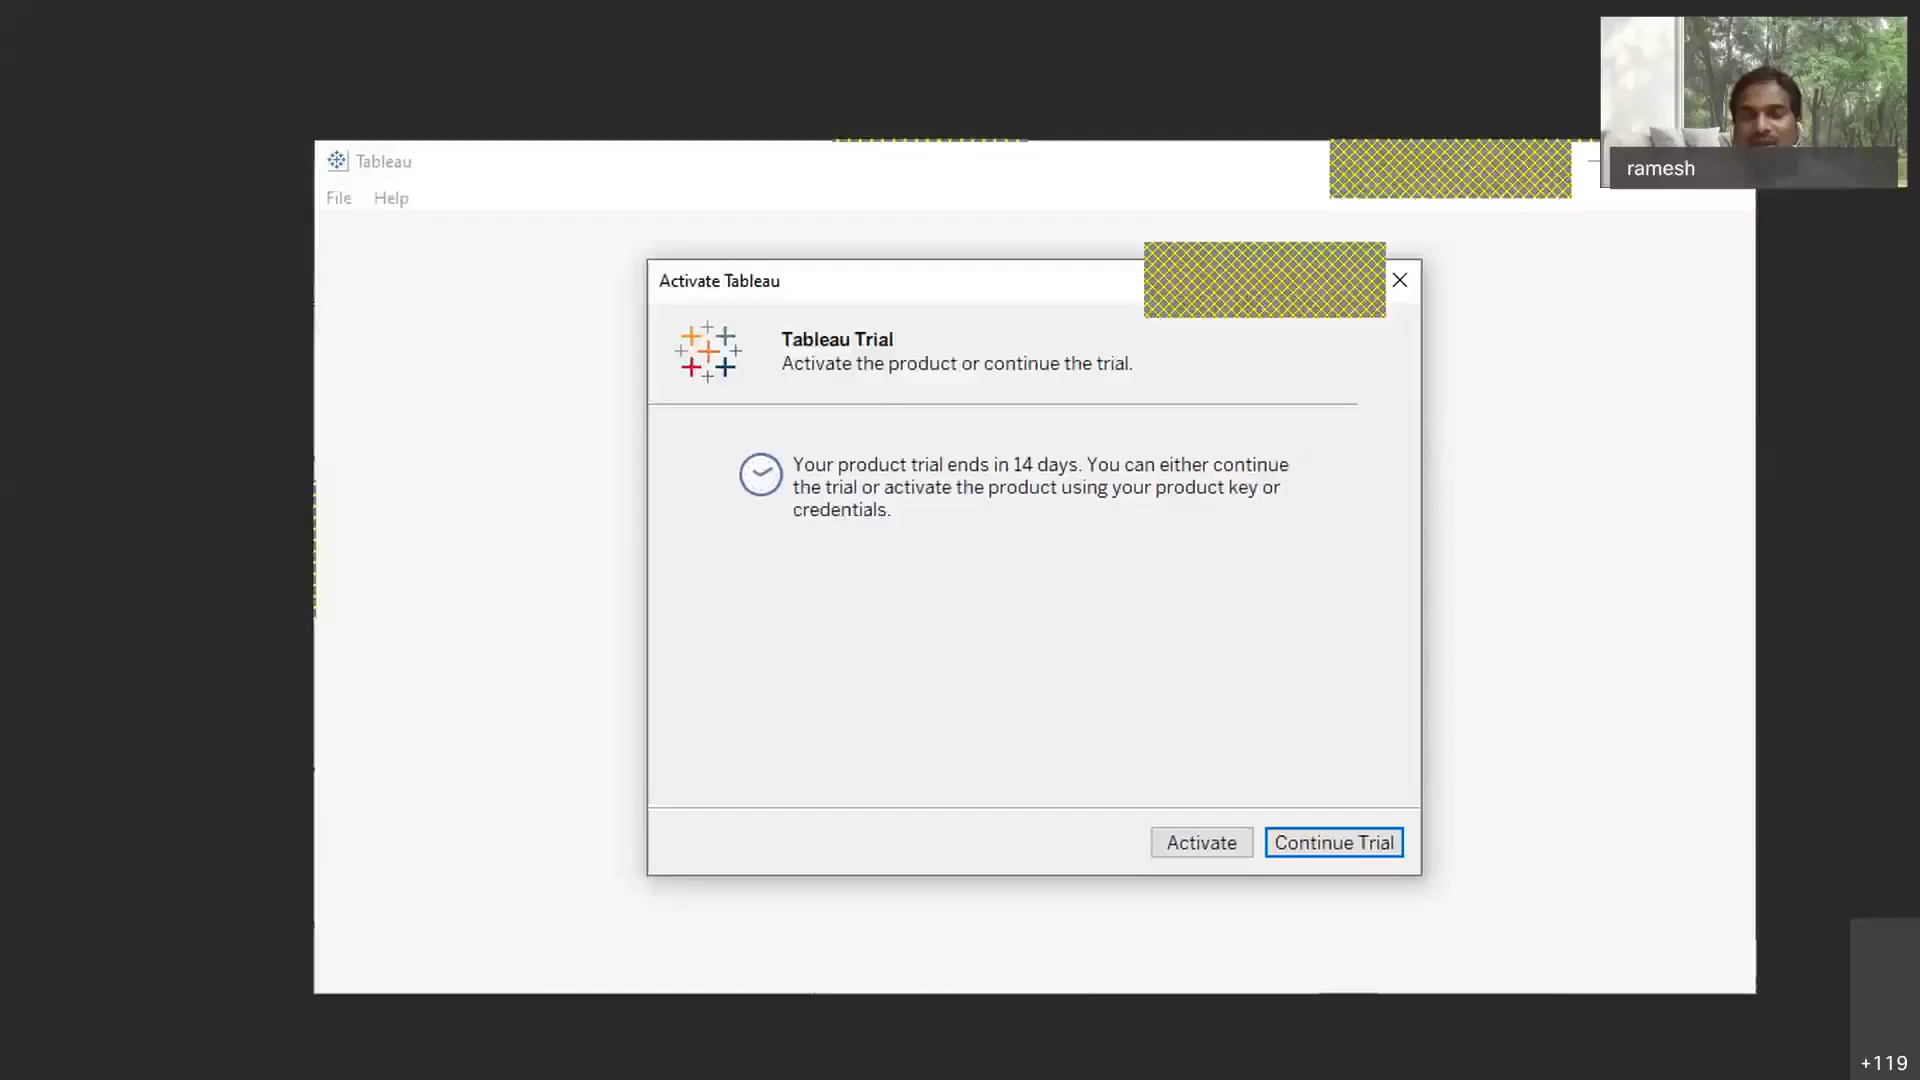 ramesh
Tableau
File Help
Activate Tableau
Tableau Trial
Activate the product or continue the trial.
Your product trial ends in 14 days. You can either continue
the trial or activate the product using your product key or
credentials.
Activate Continue Trial
+119